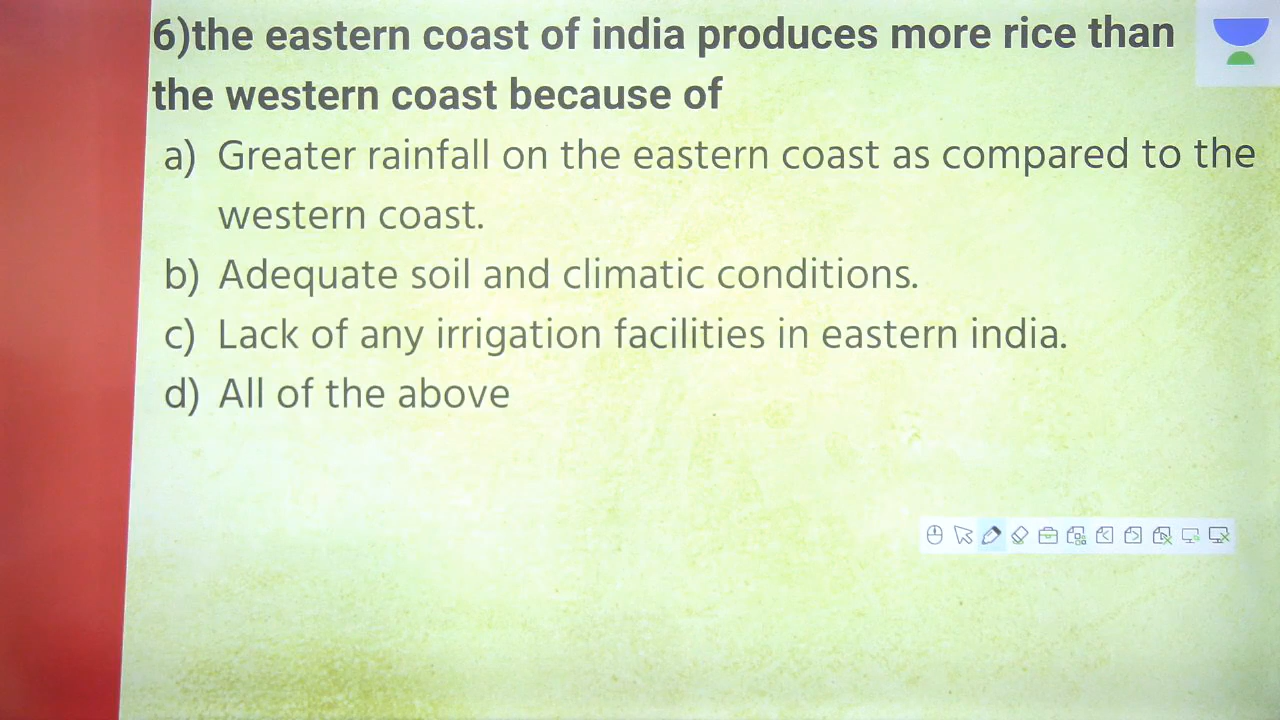 6)the eastern coast of india produces more rice than
the western coast because of
a) Greater rainfall on the eastern coast as compared to the
western coast.
b) Adequate soil and climatic conditions.
c) Lack of any irrigation facilities in eastern india.
d) All of the above